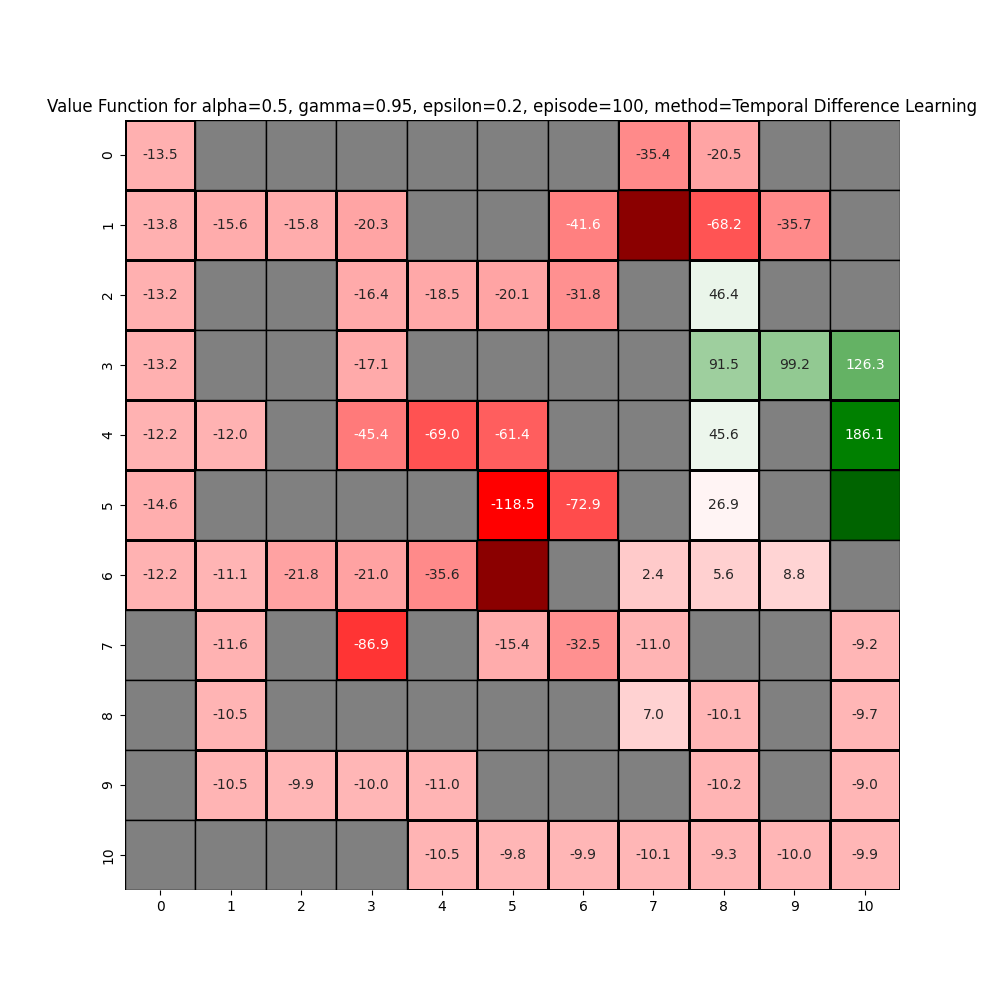 Value Function for alpha=0.5, gamma=0.95, epsilon=0.2, episode=100, method=Temporal Difference Learning
0 -13.5 -35.4 -20.5
1 -13.8 -15.6 -15.8 -20.3 -41.6 -68.2 -35.7
2 -13.2 -16.4 -18.5 -20.1 -31.8 46.4
3 -13.2 -17.1 91.5 99.2 126.3
4 -12.2 -12.0 -45.4 -69.0 -61.4 45.6 186.1
5 -14.6 -118.5 -72.9 26.9
6 -12.2 -11.1 -21.8 -21.0 -35.6 2.4 5.6 8.8
7 -11.6 -86.9 -15.4 -32.5 -11.0 -9.2
8 -10.5 7.0 -10.1 -9.7
9 -10.5 -9.9 -10.0 -11.0 -10.2 -9.0
10 -10.5 -9.8 -9.9 -10.1 -9.3 -10.0 -9.9
0 1 2 3 4 5 6 7 8 9 10